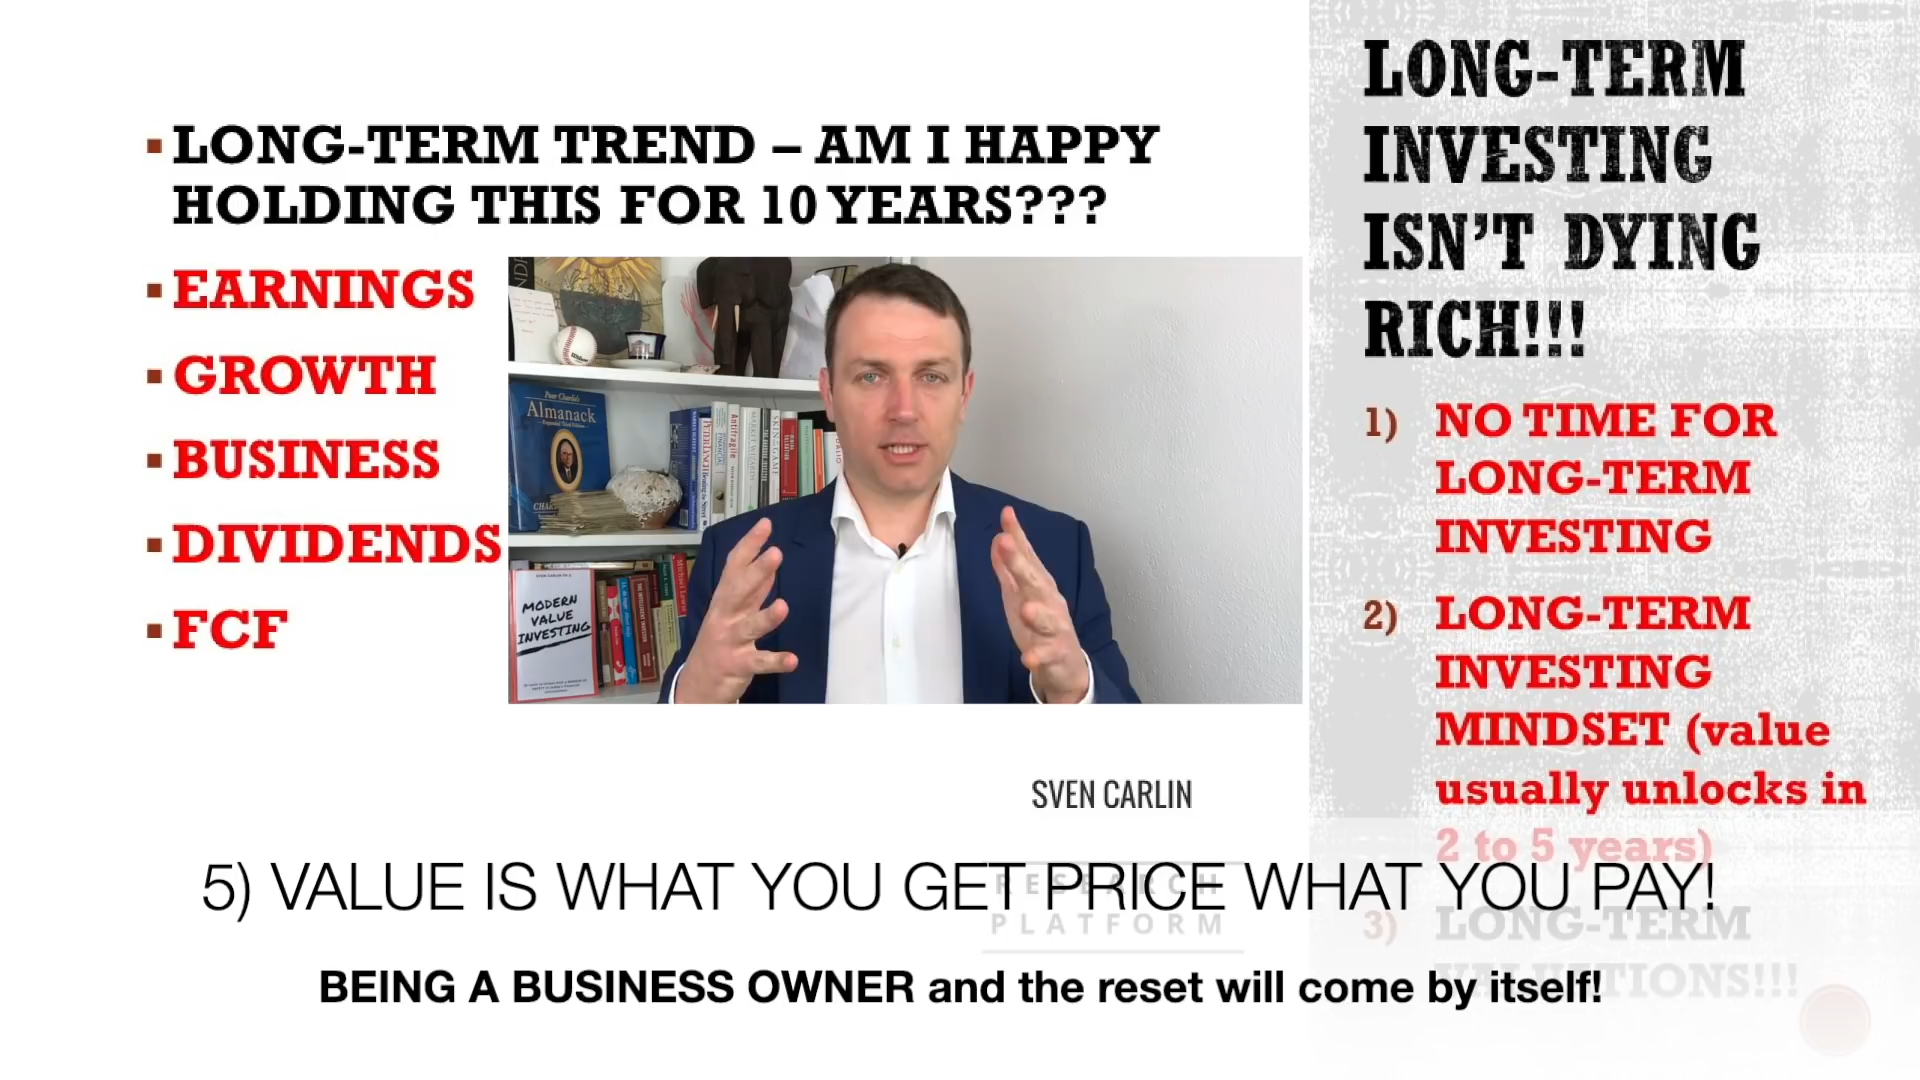 ▪ LONG-TERM TREND – AM I HAPPY
HOLDING THIS FOR 10 YEARS???
▪ EARNINGS
▪ GROWTH
▪ BUSINESS
▪ DIVIDENDS
▪ FCF
Poor Charlie's
Almanack
Antifragile
MODERN
VALUE
INVESTING
SVEN CARLIN
RESEARCH
PLATFORM
LONG-TERM
INVESTING
ISN'T DYING
RICH!!!
1) NO TIME FOR
LONG-TERM
INVESTING
2) LONG-TERM
INVESTING
MINDSET (value
usually unlocks in
2 to 5 years)
3) LONG-TERM
VALUATIONS!!!
5) VALUE IS WHAT YOU GET PRICE WHAT YOU PAY!
BEING A BUSINESS OWNER and the reset will come by itself!